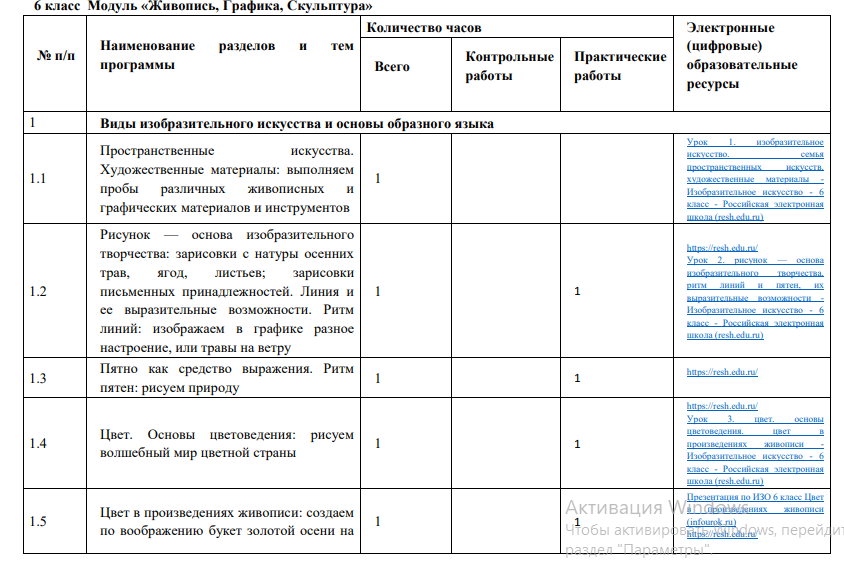 6 класс Модуль «Живопись, Графика, Скульптура»
№ п/п
Наименование разделов и тем
программы
Количество часов
Всего
Контрольные
работы
Практические
работы
Электронные
(цифровые)
образовательные
ресурсы
1
Виды изобразительного искусства и основы образного языка
1.1
Пространственные искусства.
Художественные материалы: выполняем
пробы различных живописных и
графических материалов и инструментов
1
Урок 1. изобразительное
искусство. семья
пространственных искусств.
художественные материалы -
Изобразительное искусство - 6
класс - Российская электронная
школа (resh.edu.ru)
1.2
Рисунок — основа изобразительного
творчества: зарисовки с натуры осенних
трав, ягод, листьев; зарисовки
письменных принадлежностей. Линия и
ее выразительные возможности. Ритм
линий: изображаем в графике разное
настроение, или травы на ветру
1
1
https://resh.edu.ru/
Урок 2. рисунок — основа
изобразительного творчества.
ритм линий и пятен, их
выразительные возможности -
Изобразительное искусство - 6
класс - Российская электронная
школа (resh.edu.ru)
1.3
Пятно как средство выражения. Ритм
пятен: рисуем природу
1
1
https://resh.edu.ru/
1.4
Цвет. Основы цветоведения: рисуем
волшебный мир цветной страны
1
1
https://resh.edu.ru/
Урок 3. цвет. основы
цветоведения. цвет в
произведениях живописи -
Изобразительное искусство - 6
класс - Российская электронная
школа (resh.edu.ru)
1.5
Цвет в произведениях живописи: создаем
по воображению букет золотой осени на
1
1
Презентация по ИЗО 6 класс Цвет
в произведениях живописи
(infourok.ru)
https://resh.edu.ru/
Активация Windows
Чтобы активировать Windows, перейдит
раздел "Параметры".